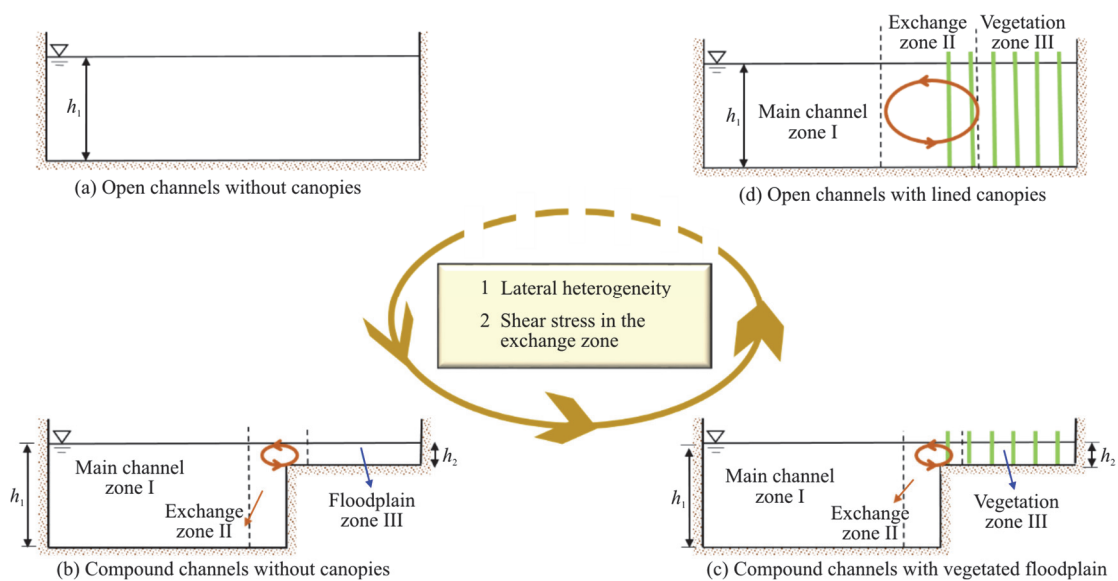 h₁
(a) Open channels without canopies
Exchange
zone II
Vegetation
zone III
h₁
Main channel
zone I
(d) Open channels with lined canopies
1 Lateral heterogeneity
2 Shear stress in the
exchange zone
h₁
Main channel
zone I
Exchange
zone II
Floodplain
zone III
h₂
(b) Compound channels without canopies
h₁
Main channel
zone I
Exchange
zone II
Vegetation
zone III
h₂
(c) Compound channels with vegetated floodplain